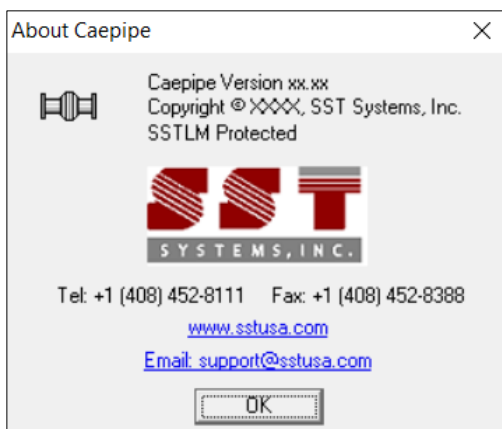 About Caepipe
Caepipe Version xx.xx
Copyright © XXXX, SST Systems, Inc.
SSTLM Protected
SST
SYSTEMS, INC.
Tel: +1 (408) 452-8111 Fax: +1 (408) 452-8388
www.sstusa.com
Email: support@sstusa.com
OK